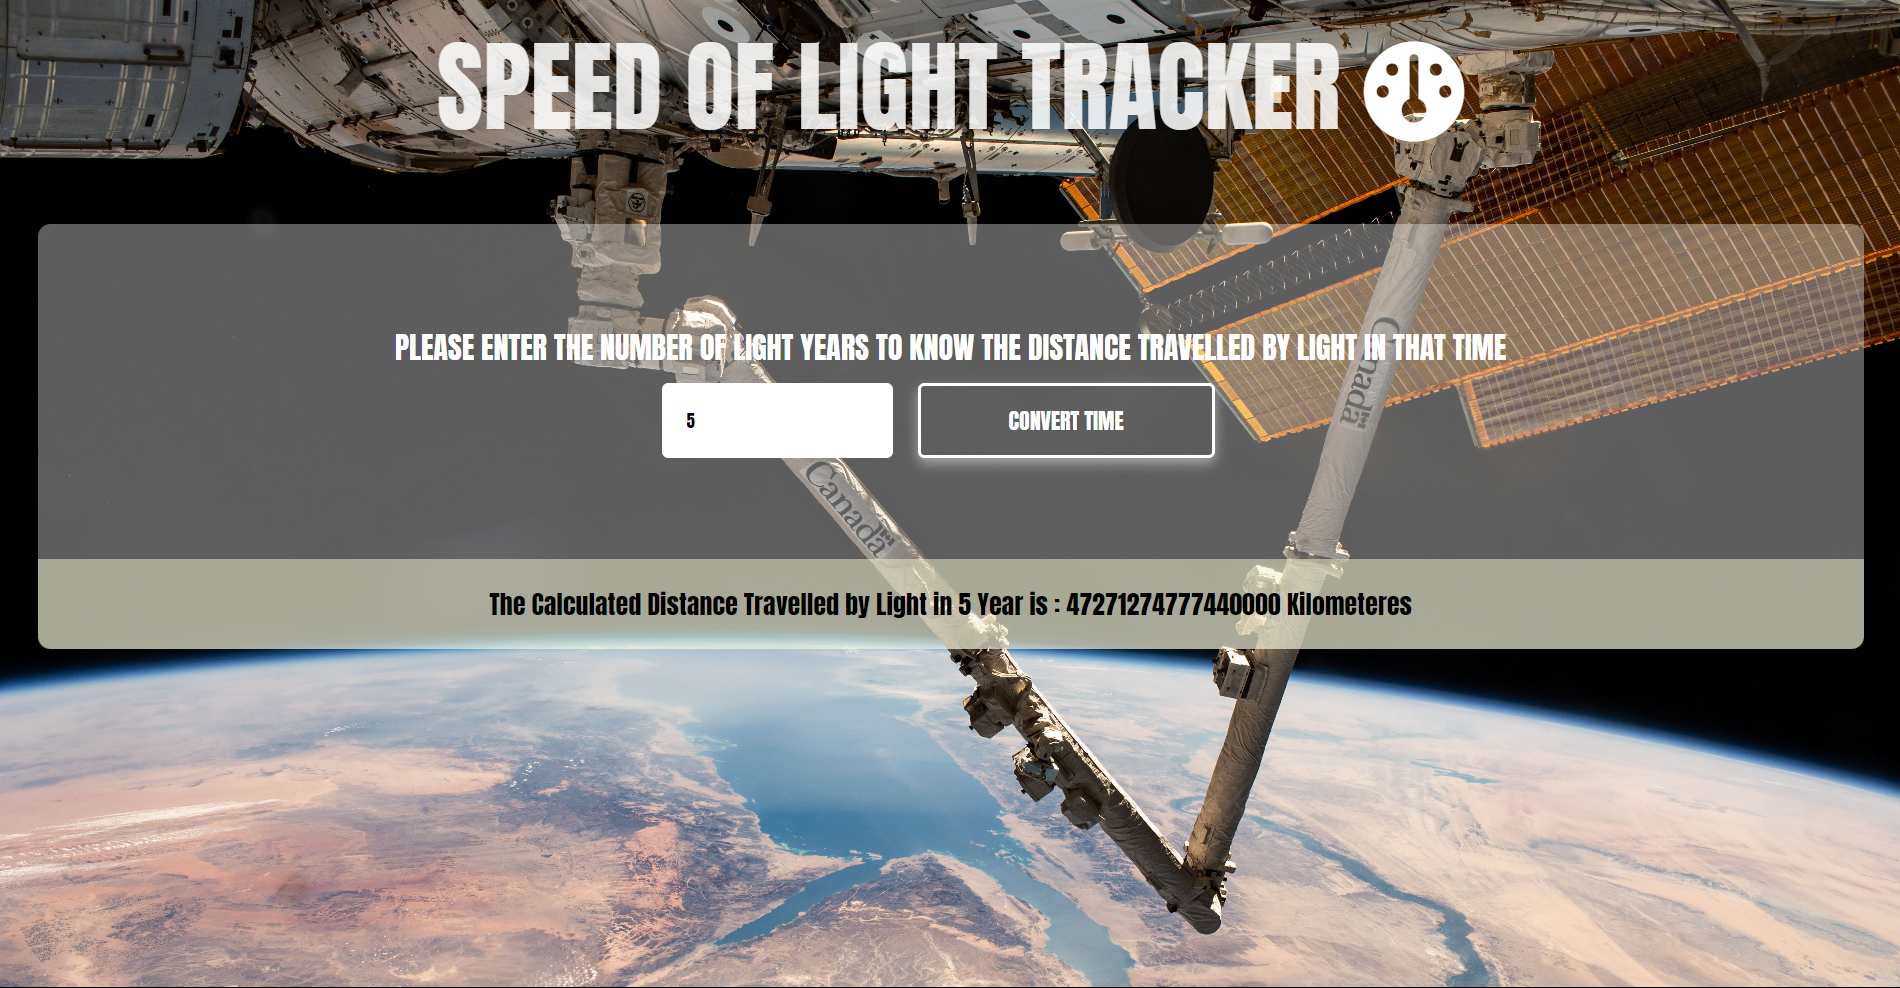 SPEED OF LIGHT TRACKER
PLEASE ENTER THE NUMBER OF LIGHT YEARS TO KNOW THE DISTANCE TRAVELLED BY LIGHT IN THAT TIME
5
CONVERT TIME
Canada
Canada
The Calculated Distance Travelled by Light in 5 Year is : 47271274777440000 Kilometeres